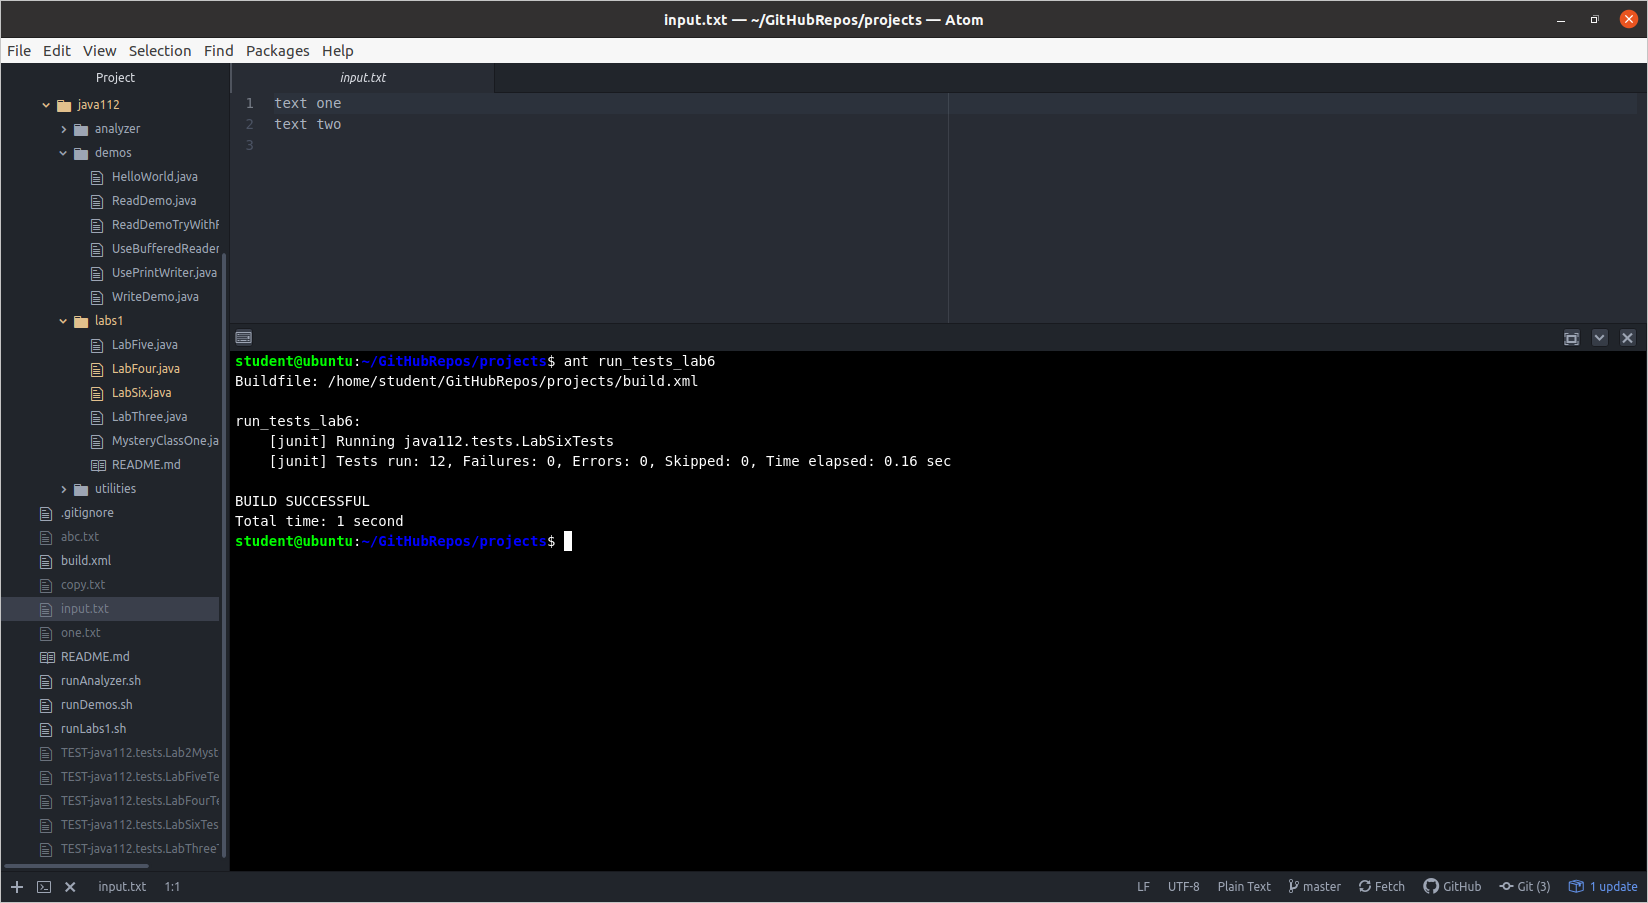 input.txt — ~/GitHubRepos/projects — Atom
File Edit View Selection Find Packages Help
Project
java112
analyzer
demos
HelloWorld.java
ReadDemo.java
ReadDemoTryWith
UseBufferedReader
UsePrintWriter.java
WriteDemo.java
labs1
LabFive.java
LabFour.java
LabSix.java
LabThree.java
MysteryClassOne.ja
README.md
utilities
.gitignore
abc.txt
build.xml
copy.txt
input.txt
one.txt
README.md
runAnalyzer.sh
runDemos.sh
runLabs1.sh
TEST-java112.tests.Lab2Myst
TEST-java112.tests.LabFiveTe
TEST-java112.tests.LabFourTe
TEST-java112.tests.LabSixTes
TEST-java112.tests.LabThreeT
input.txt
1 text one
2 text two
3
student@ubuntu:~/GitHubRepos/projects$ ant run_tests_lab6
Buildfile: /home/student/GitHubRepos/projects/build.xml
run_tests_lab6:
[junit] Running java112.tests.LabSixTests
[junit] Tests run: 12, Failures: 0, Errors: 0, Skipped: 0, Time elapsed: 0.16 sec
BUILD SUCCESSFUL
Total time: 1 second
student@ubuntu:~/GitHubRepos/projects$
input.txt 1:1 LF UTF-8 Plain Text master Fetch GitHub Git (3) 1 update